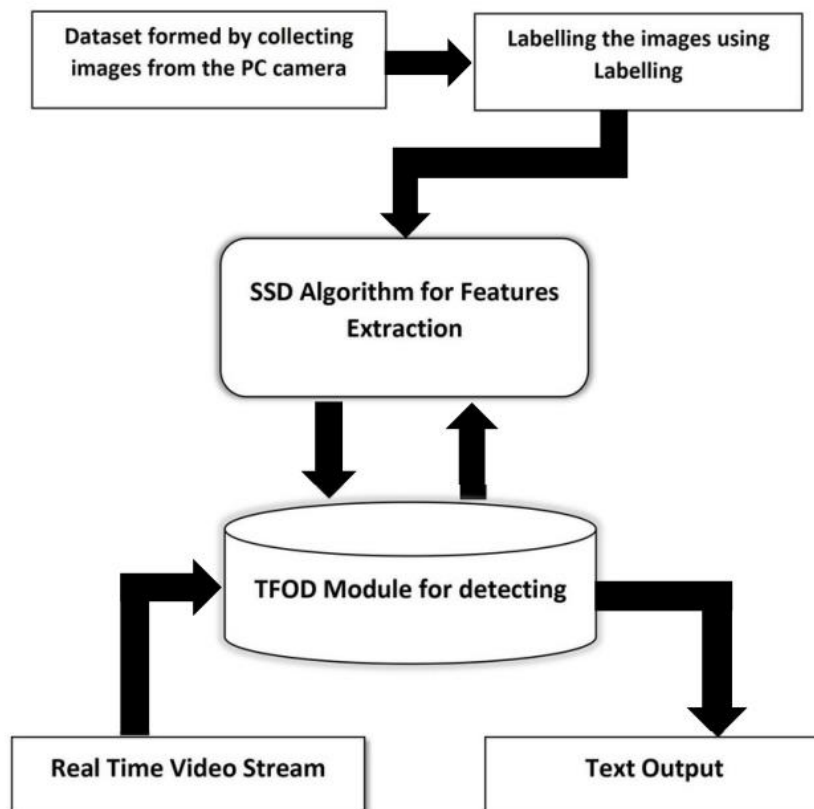 Dataset formed by collecting
images from the PC camera
Labelling the images using
Labelling
SSD Algorithm for Features
Extraction
TFOD Module for detecting
Real Time Video Stream
Text Output